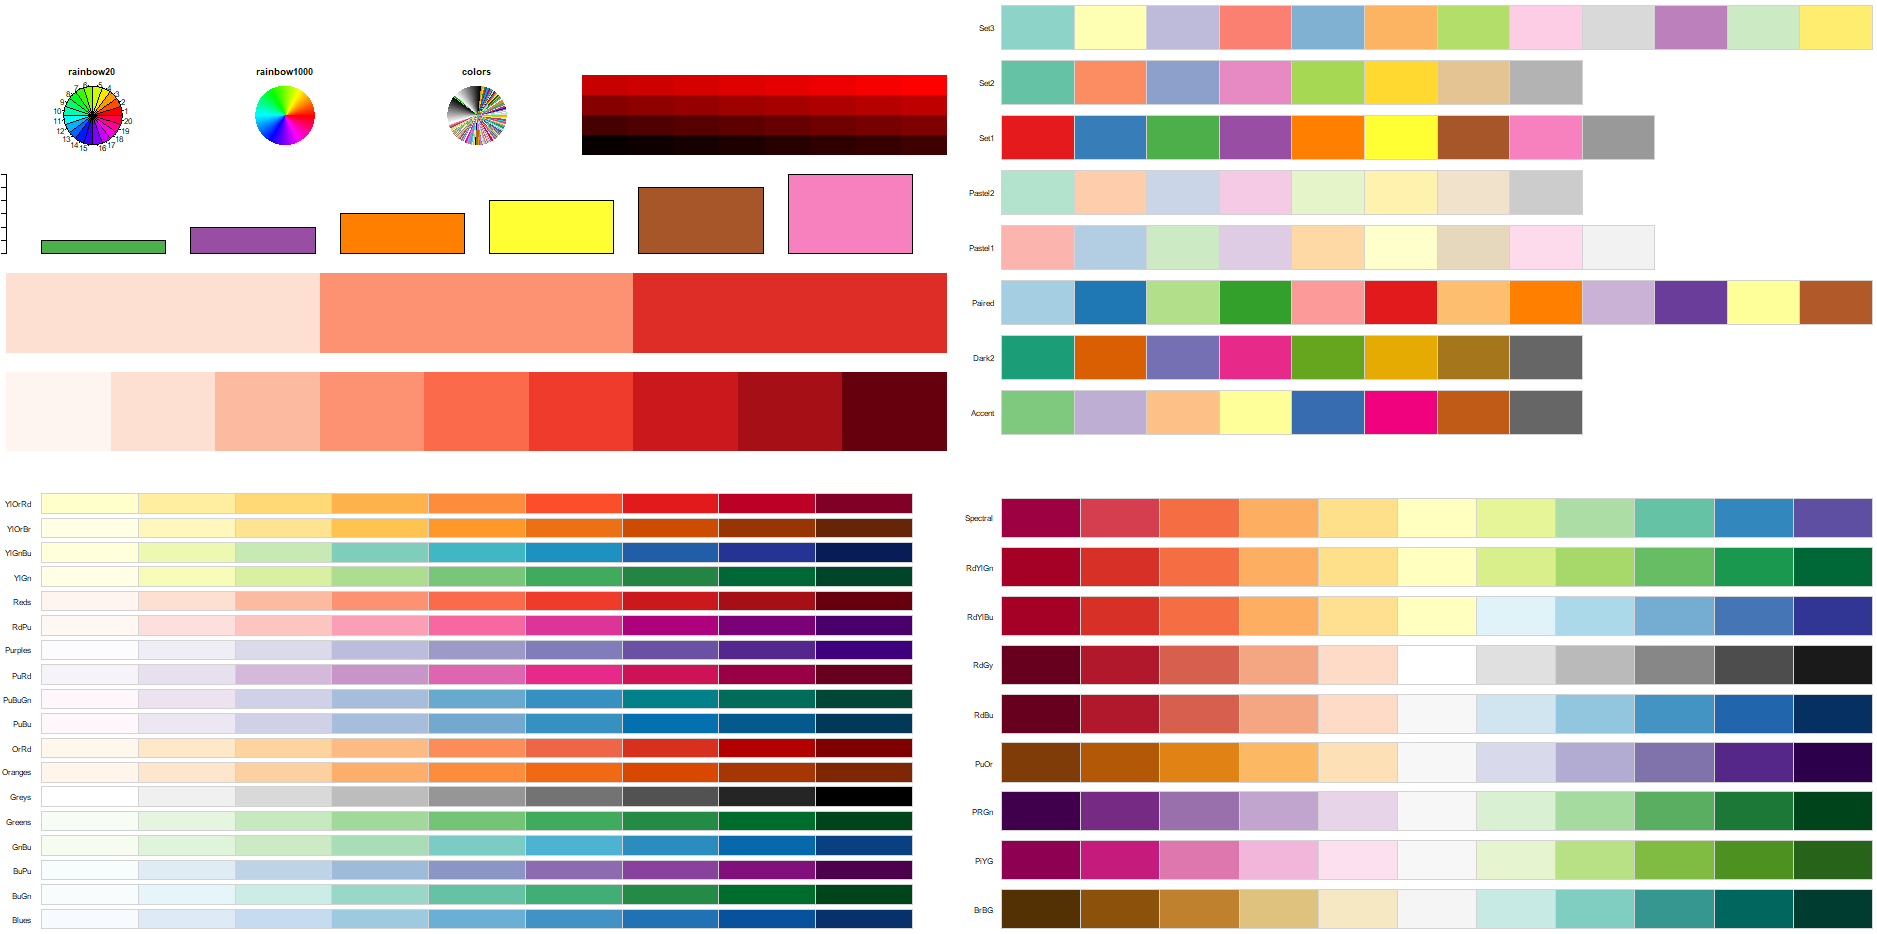 rainbow20
rainbow1000
colors
1
2
3
4
5
6
7
8
9
10
11
12
13
14
15
16
17
18
19
20
Set3
Set2
Set1
Pastel2
Pastel1
Paired
Dark2
Accent
YlOrRd
YlOrBr
YlGnBu
YlGn
Reds
RdPu
Purples
PuRd
PuBuGn
PuBu
OrRd
Oranges
Greys
Greens
GnBu
BuPu
BuGn
Blues
Spectral
RdYlGn
RdYlBu
RdGy
RdBu
PuOr
PRGn
PiYG
BrBG